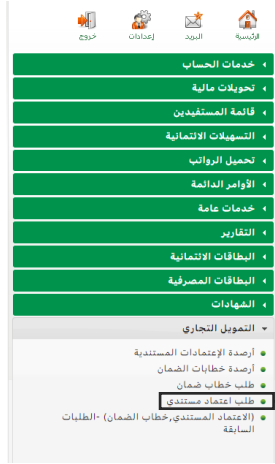 الرئيسية البريد إعدادات خروج
خدمات الحساب
تحويلات مالية
قائمة المستفيدين
التسهيلات الائتمانية
تحميل الرواتب
الأوامر الدائمة
خدمات عامة
التقارير
البطاقات الائتمانية
البطاقات المصرفية
الشهادات
التمويل التجاري
أرصدة الإعتمادات المستندية
أرصدة خطابات الضمان
طلب خطاب ضمان
طلب اعتماد مستندي
(الاعتماد المستندي,خطاب الضمان) -الطلبات
السابقة